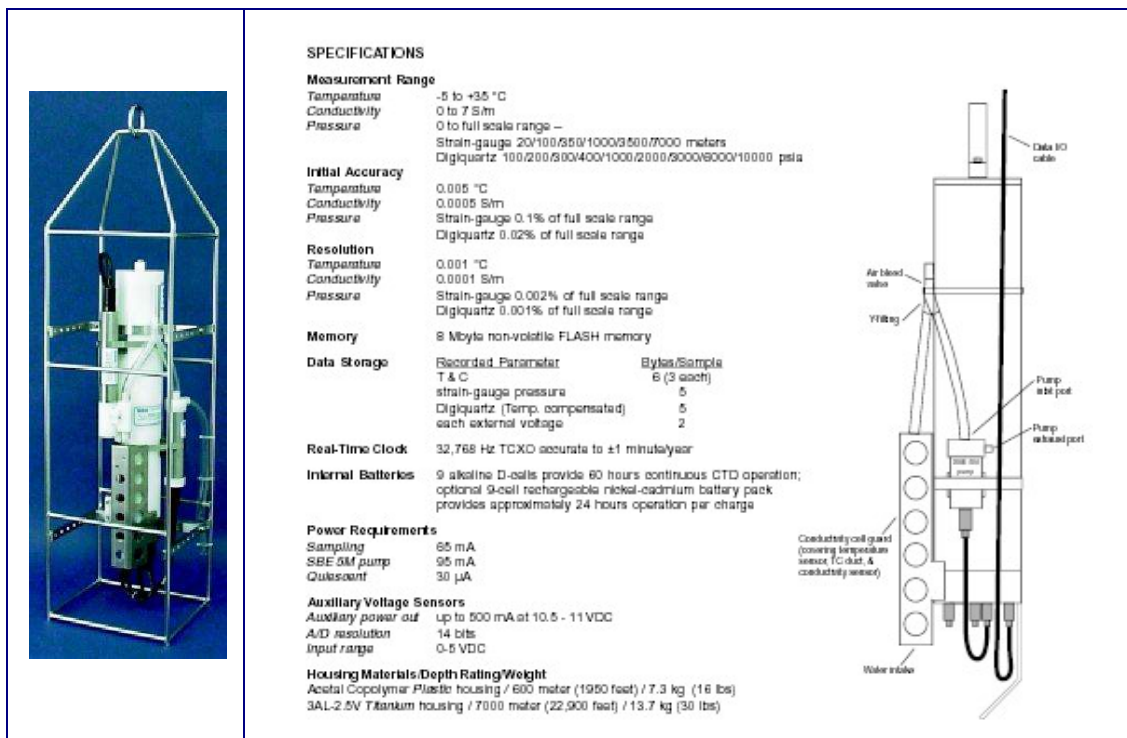 SPECIFICATIONS
Measurement Range
Temperature -5 to +35 °C
Conductivity 0 to 7 S/m
Pressure 0 to full scale range –
Strain-gauge 20/100/350/1000/3500/7000 meters
Digiquartz 100/200/300/400/1000/2000/3000/6000/10000 psia
Initial Accuracy
Temperature 0.005 °C
Conductivity 0.0005 S/m
Pressure Strain-gauge 0.1% of full scale range
Digiquartz 0.02% of full scale range
Resolution
Temperature 0.001 °C
Conductivity 0.0001 S/m
Pressure Strain-gauge 0.002% of full scale range
Digiquartz 0.001% of full scale range
Memory 8 Mbyte non-volatile FLASH memory
Data Storage Recorded Parameter Bytes/Sample
T & C 6 (3 each)
strain-gauge pressure 5
Digiquartz (Temp. compensated) 5
each external voltage 2
Real-Time Clock 32,768 Hz TCXO accurate to ±1 minute/year
Internal Batteries 9 alkaline D-cells provide 60 hours continuous CTD operation;
optional 9-cell rechargeable nickel-cadmium battery pack
provides approximately 24 hours operation per charge
Power Requirements
Sampling 65 mA
SBE 5M pump 95 mA
Quiescent 30 µA
Auxiliary Voltage Sensors
Auxiliary power out up to 500 mA at 10.5 - 11 VDC
A/D resolution 14 bits
Input range 0-5 VDC
Housing Materials/Depth Rating/Weight
Acetal Copolymer Plastic housing / 600 meter (1950 feet) / 7.3 kg (16 lbs)
3AL-2.5V Titanium housing / 7000 meter (22,900 feet) / 13.7 kg (30 lbs)
Data I/O
cable
Air bleed
valve
Y-fitting
Pump
inlet port
Pump
exhaust port
SBE 5M
pump
Conductivity cell guard
(covering temperature
sensor, TC duct, &
conductivity sensor)
Water intake